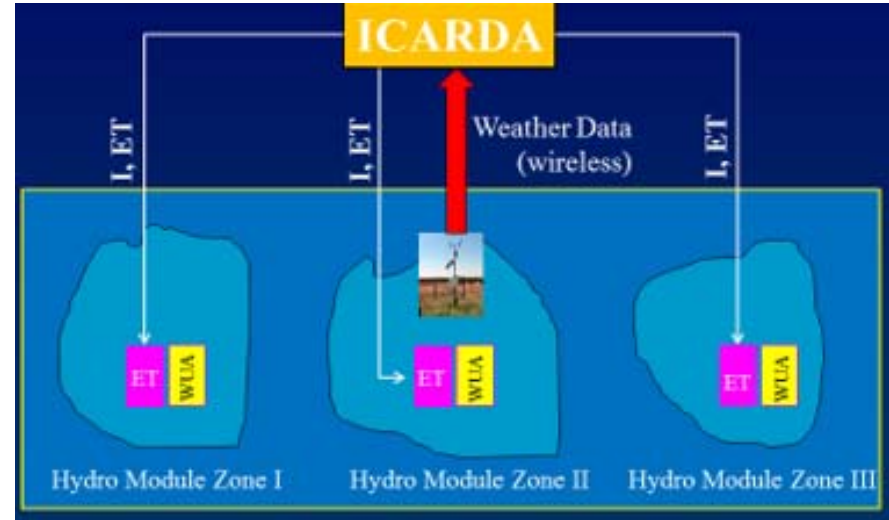 ICARDA
I, ET
I, ET
Weather Data
(wireless)
I, ET
ET
WUA
ET
WUA
ET
WUA
Hydro Module Zone I
Hydro Module Zone II
Hydro Module Zone III